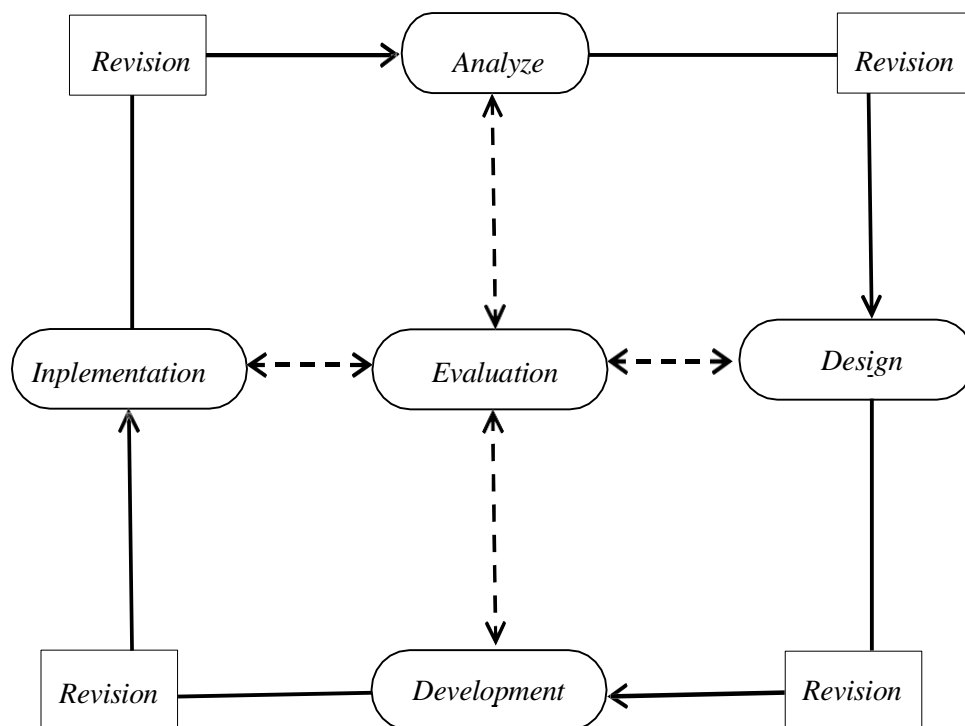 Revision
Analyze
Revision
Inplementation
Evaluation
Design
Revision
Development
Revision